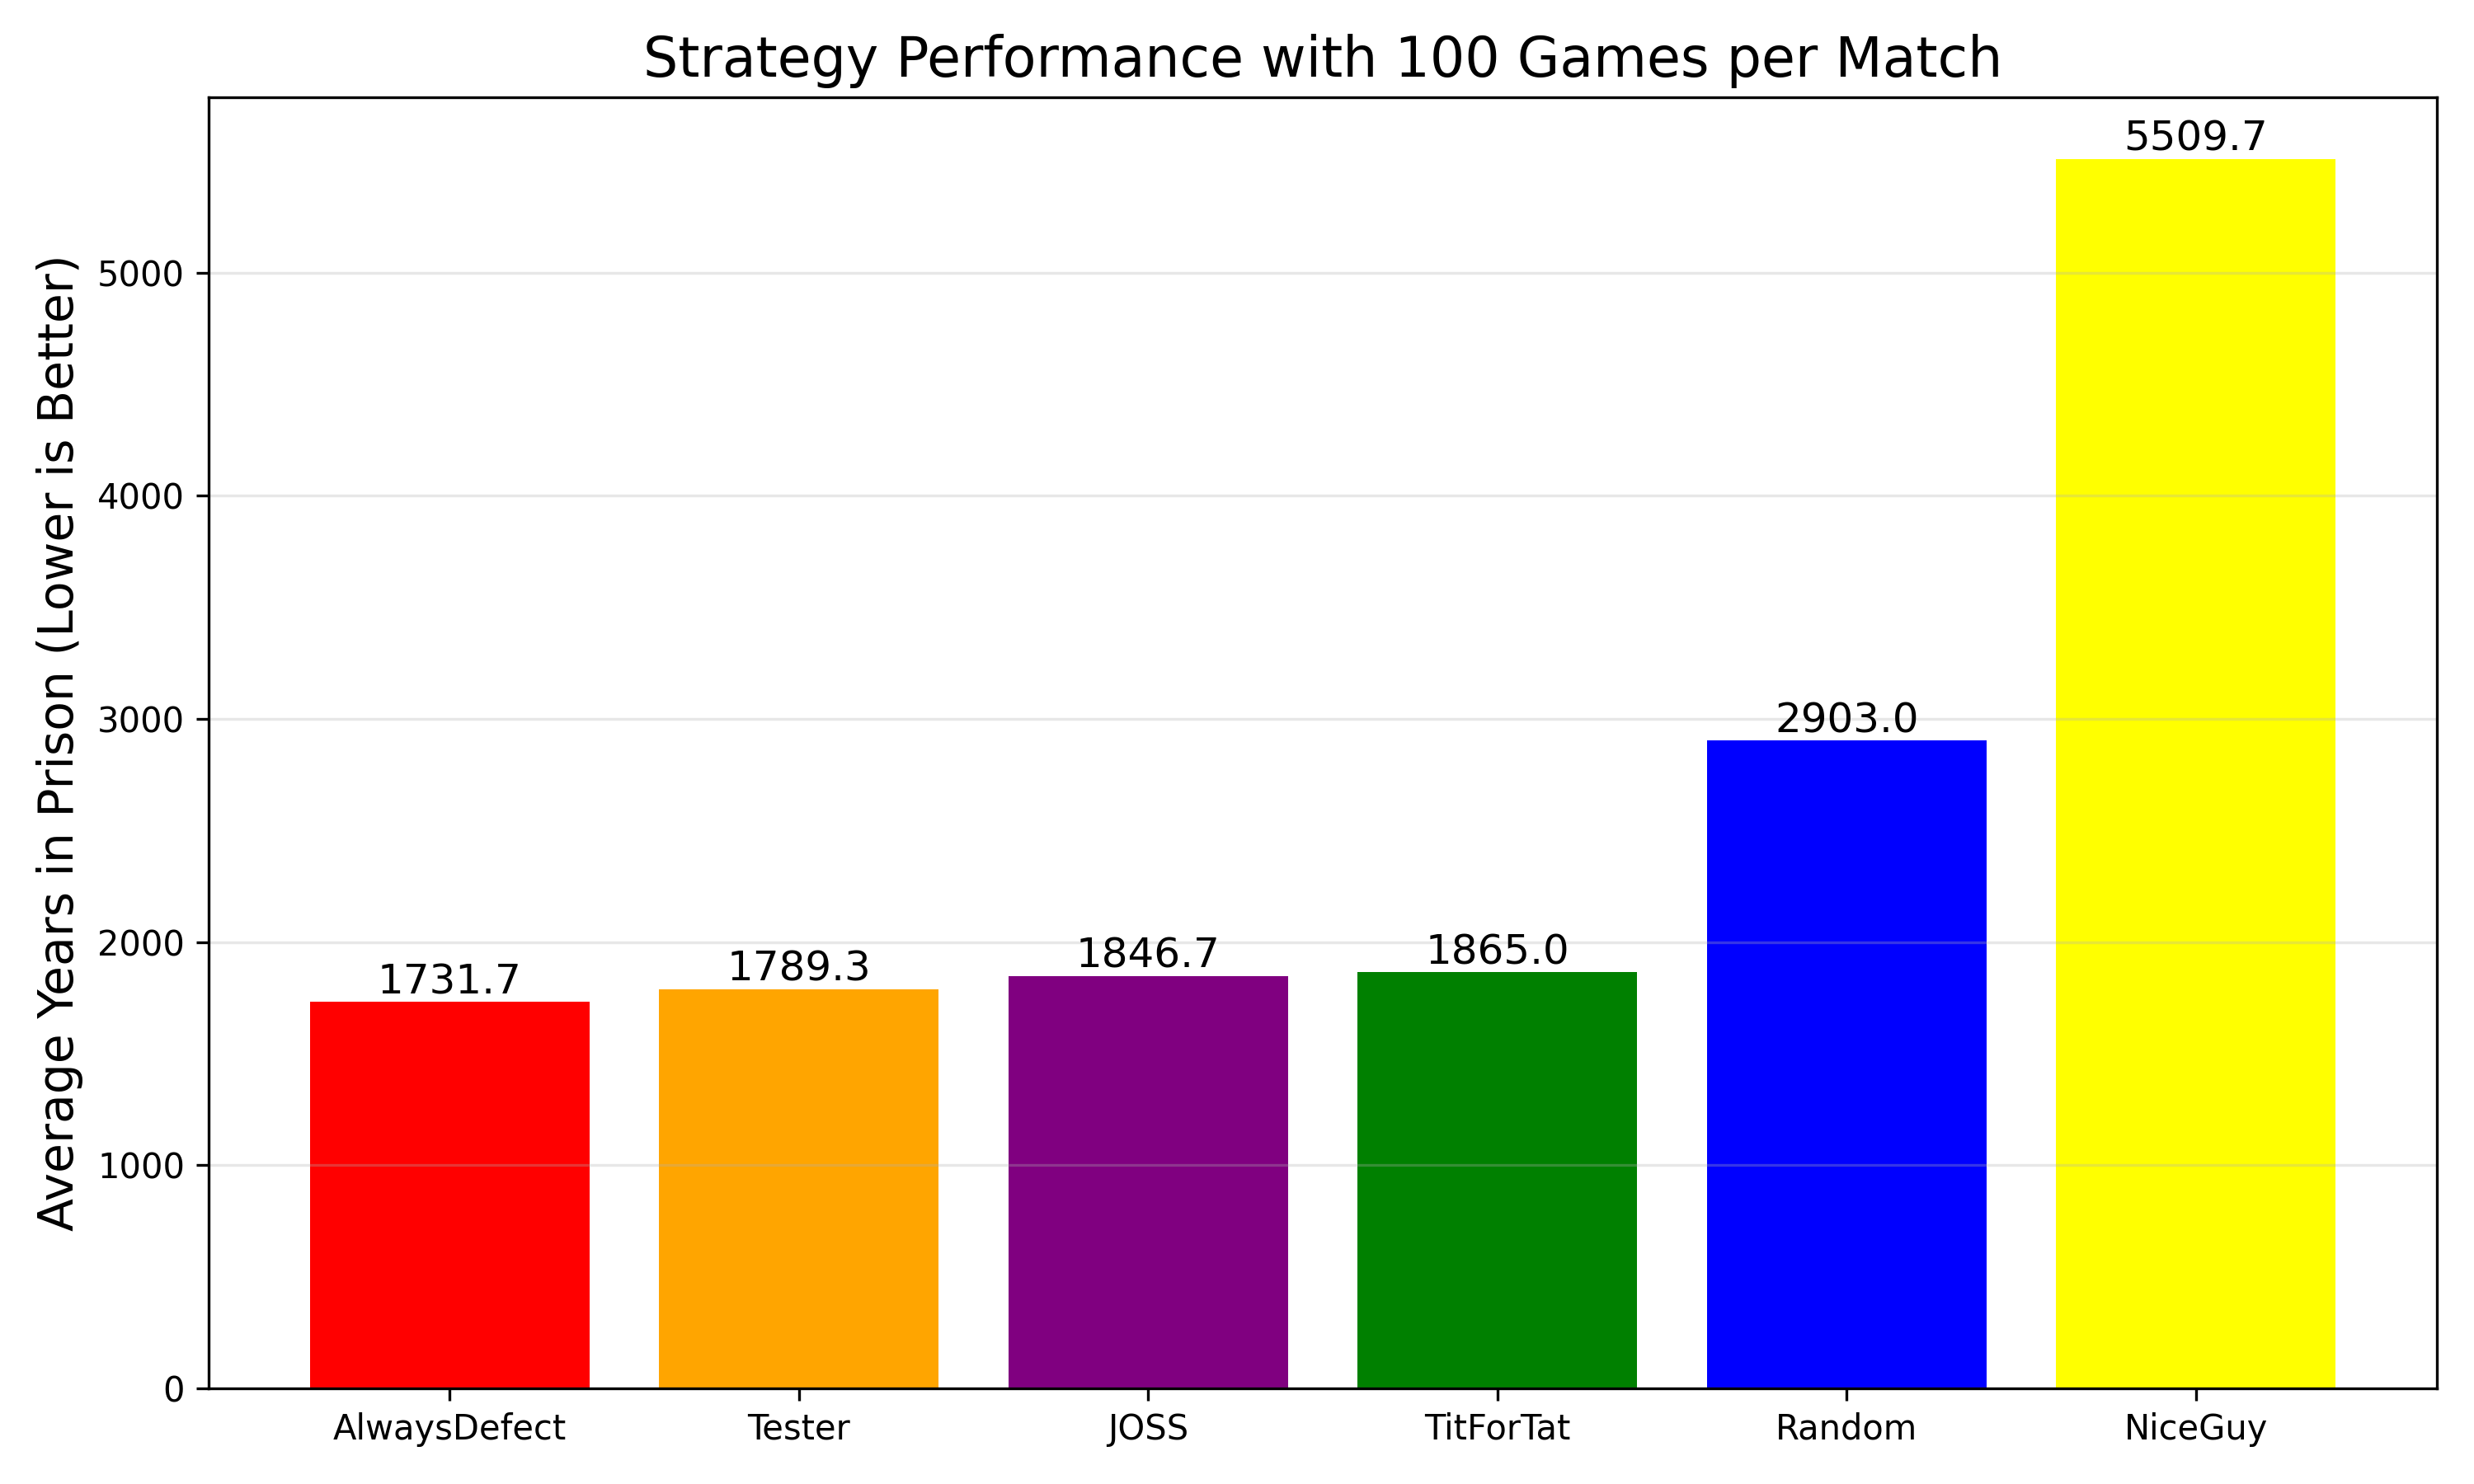 Strategy Performance with 100 Games per Match
Average Years in Prison (Lower is Better)
5000
4000
3000
2000
1000
0
1731.7
1789.3
1846.7
1865.0
2903.0
5509.7
AlwaysDefect
Tester
JOSS
TitForTat
Random
NiceGuy